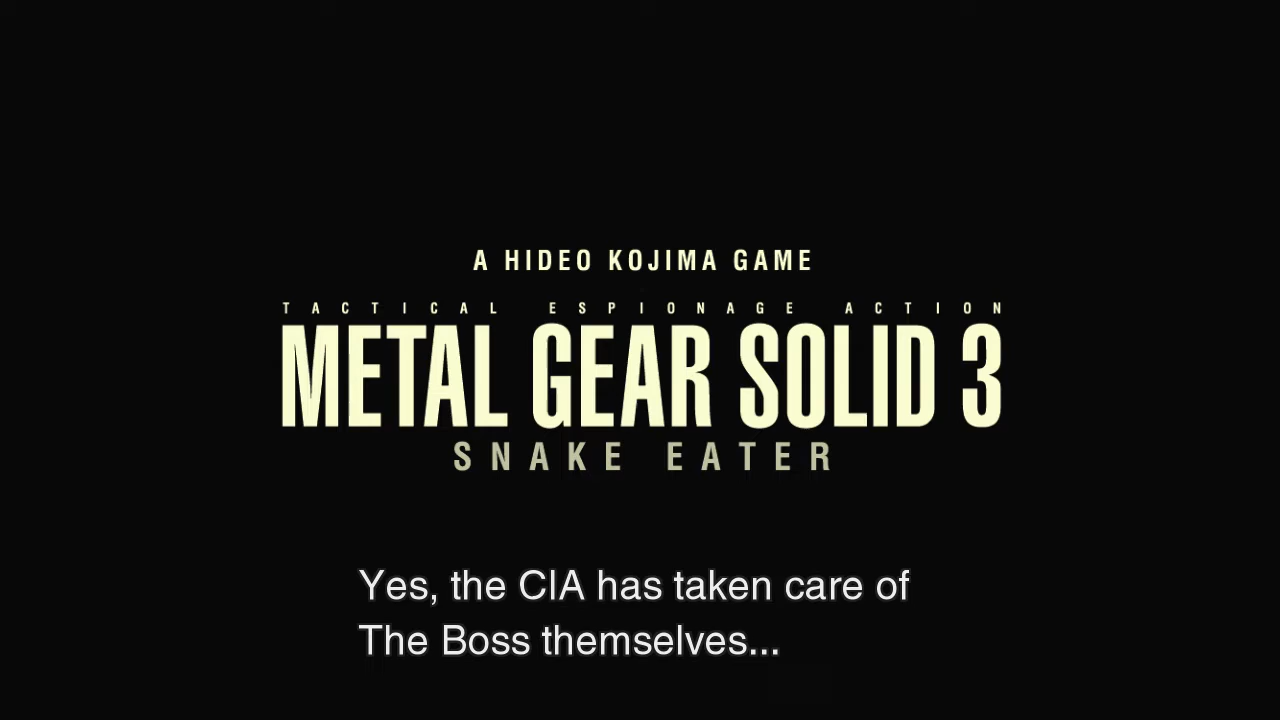 A HIDEO KOJIMA GAME
TACTICAL ESPIONAGE ACTION
METAL GEAR SOLID 3
SNAKE EATER
Yes, the CIA has taken care of
The Boss themselves...